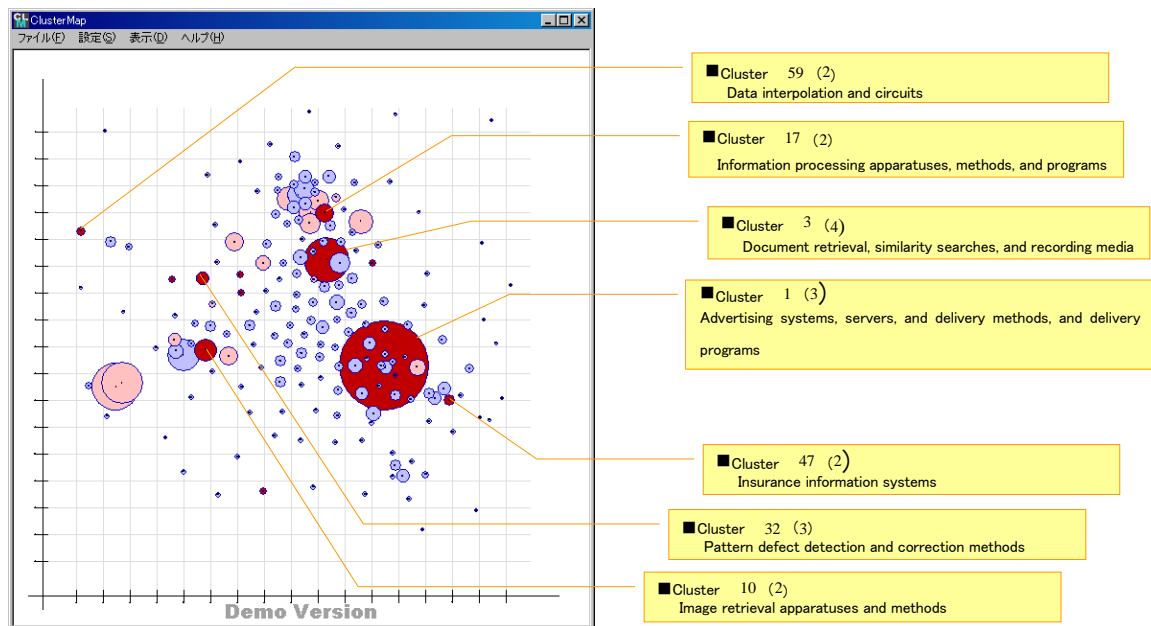 ClusterMap
ファイル(F) 設定(S) 表示(D) ヘルプ(H)
■Cluster 59 (2)
Data interpolation and circuits
■Cluster 17 (2)
Information processing apparatuses, methods, and programs
■Cluster 3 (4)
Document retrieval, similarity searches, and recording media
■Cluster 1 (3)
Advertising systems, servers, and delivery methods, and delivery
programs
■Cluster 47 (2)
Insurance information systems
■Cluster 32 (3)
Pattern defect detection and correction methods
■Cluster 10 (2)
Image retrieval apparatuses and methods
Demo Version